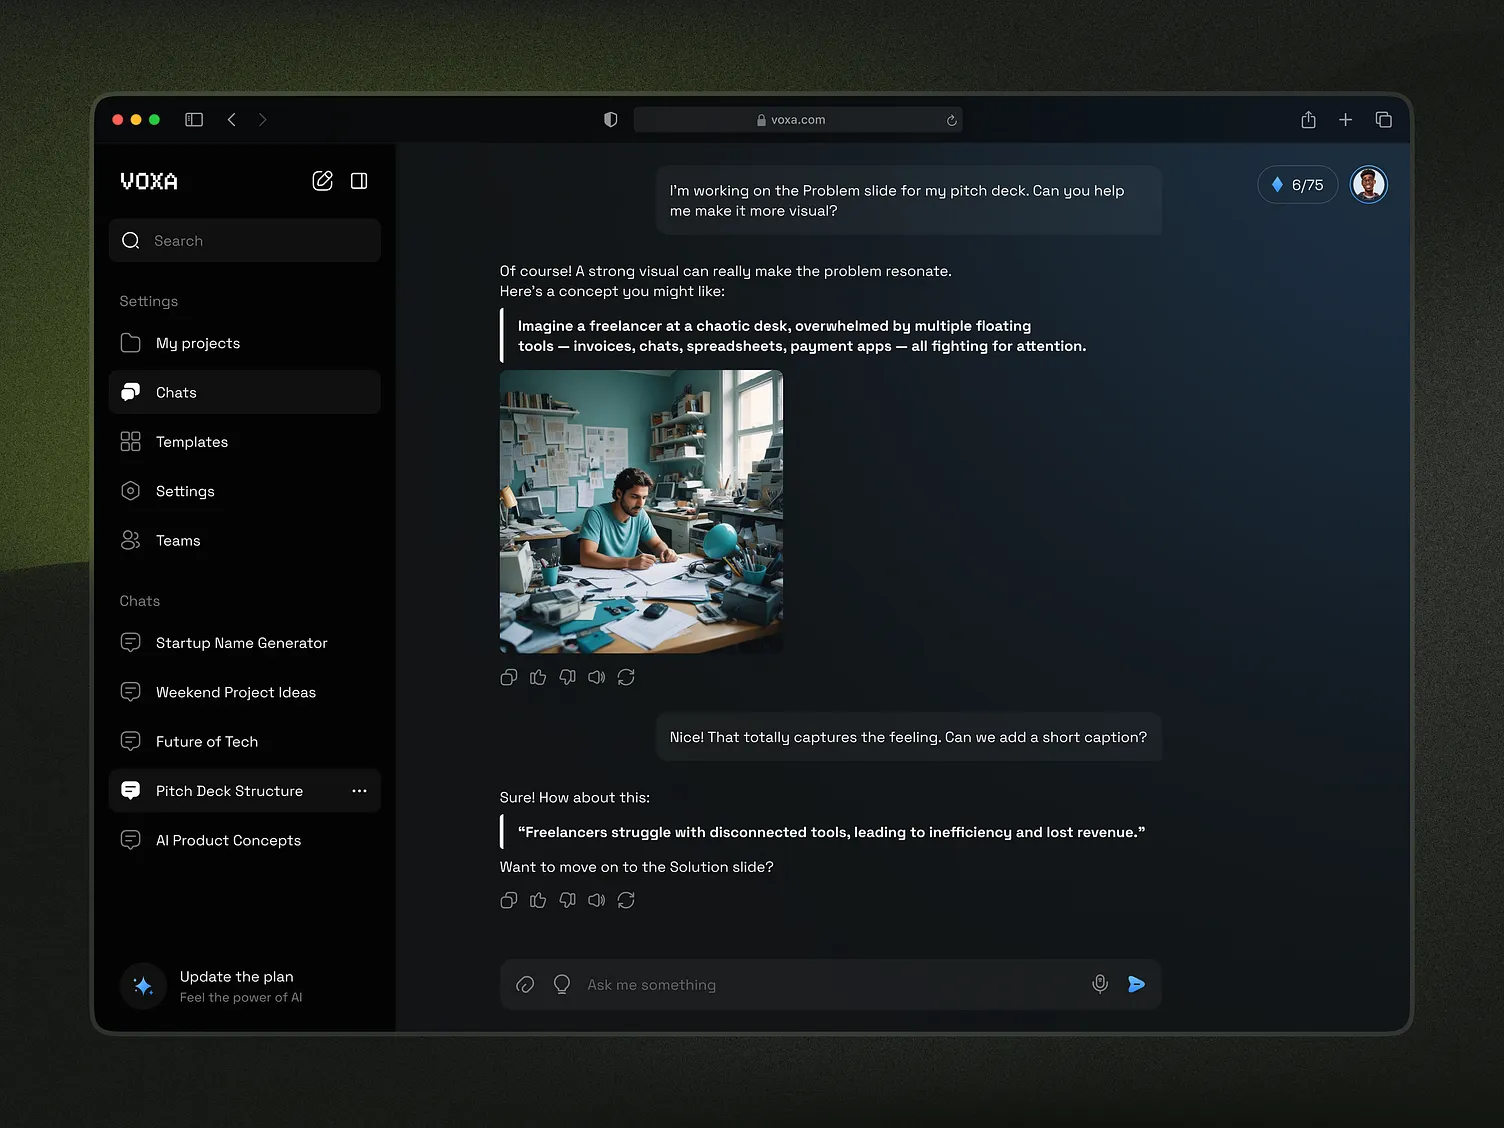 voxa.com
VOXA
Search
Settings
My projects
Chats
Templates
Settings
Teams
Chats
Startup Name Generator
Weekend Project Ideas
Future of Tech
Pitch Deck Structure
AI Product Concepts
Update the plan
Feel the power of AI
6/75
I'm working on the Problem slide for my pitch deck. Can you help
me make it more visual?
Of course! A strong visual can really make the problem resonate.
Here's a concept you might like:
Imagine a freelancer at a chaotic desk, overwhelmed by multiple floating
tools — invoices, chats, spreadsheets, payment apps — all fighting for attention.
Nice! That totally captures the feeling. Can we add a short caption?
Sure! How about this:
“Freelancers struggle with disconnected tools, leading to inefficiency and lost revenue.”
Want to move on to the Solution slide?
Ask me something